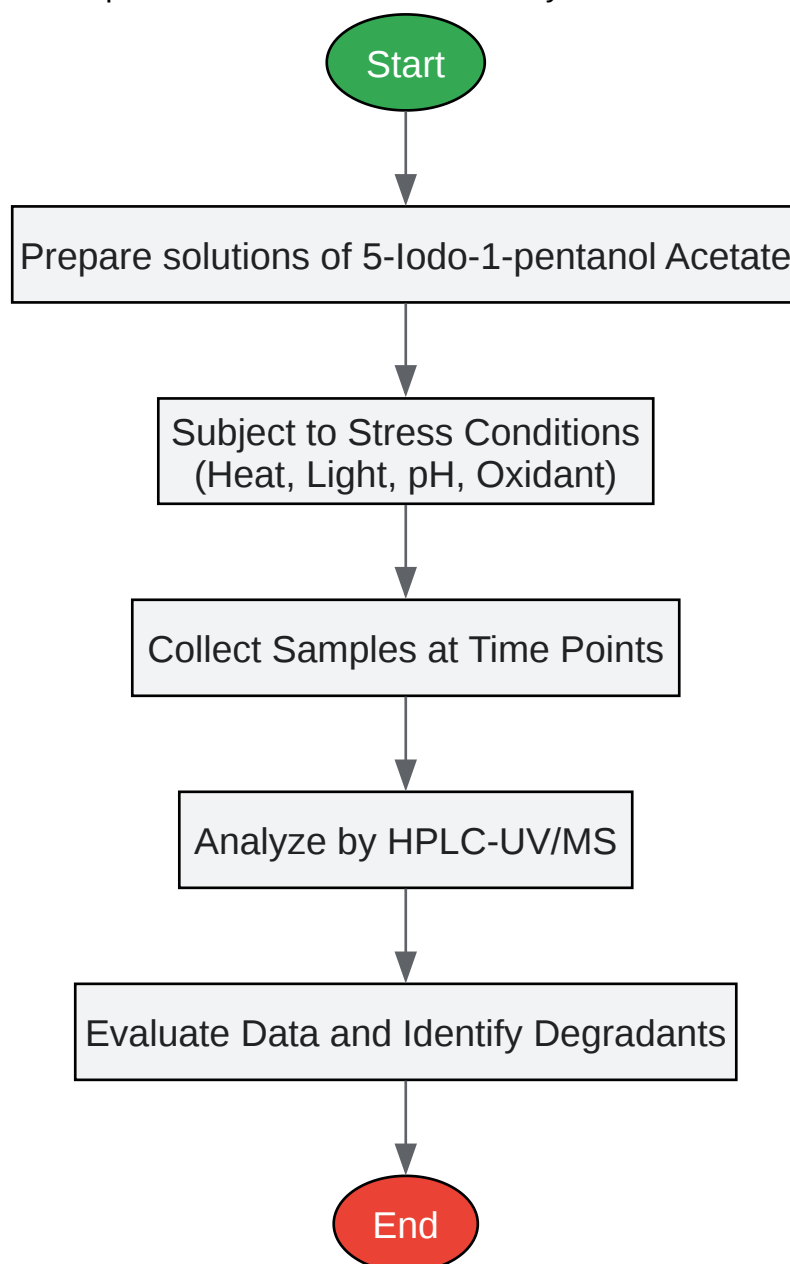 Start
Prepare solutions of 5-Iodo-1-pentanol Acetate
Subject to Stress Conditions
(Heat, Light, pH, Oxidant)
Collect Samples at Time Points
Analyze by HPLC-UV/MS
Evaluate Data and Identify Degradants
End